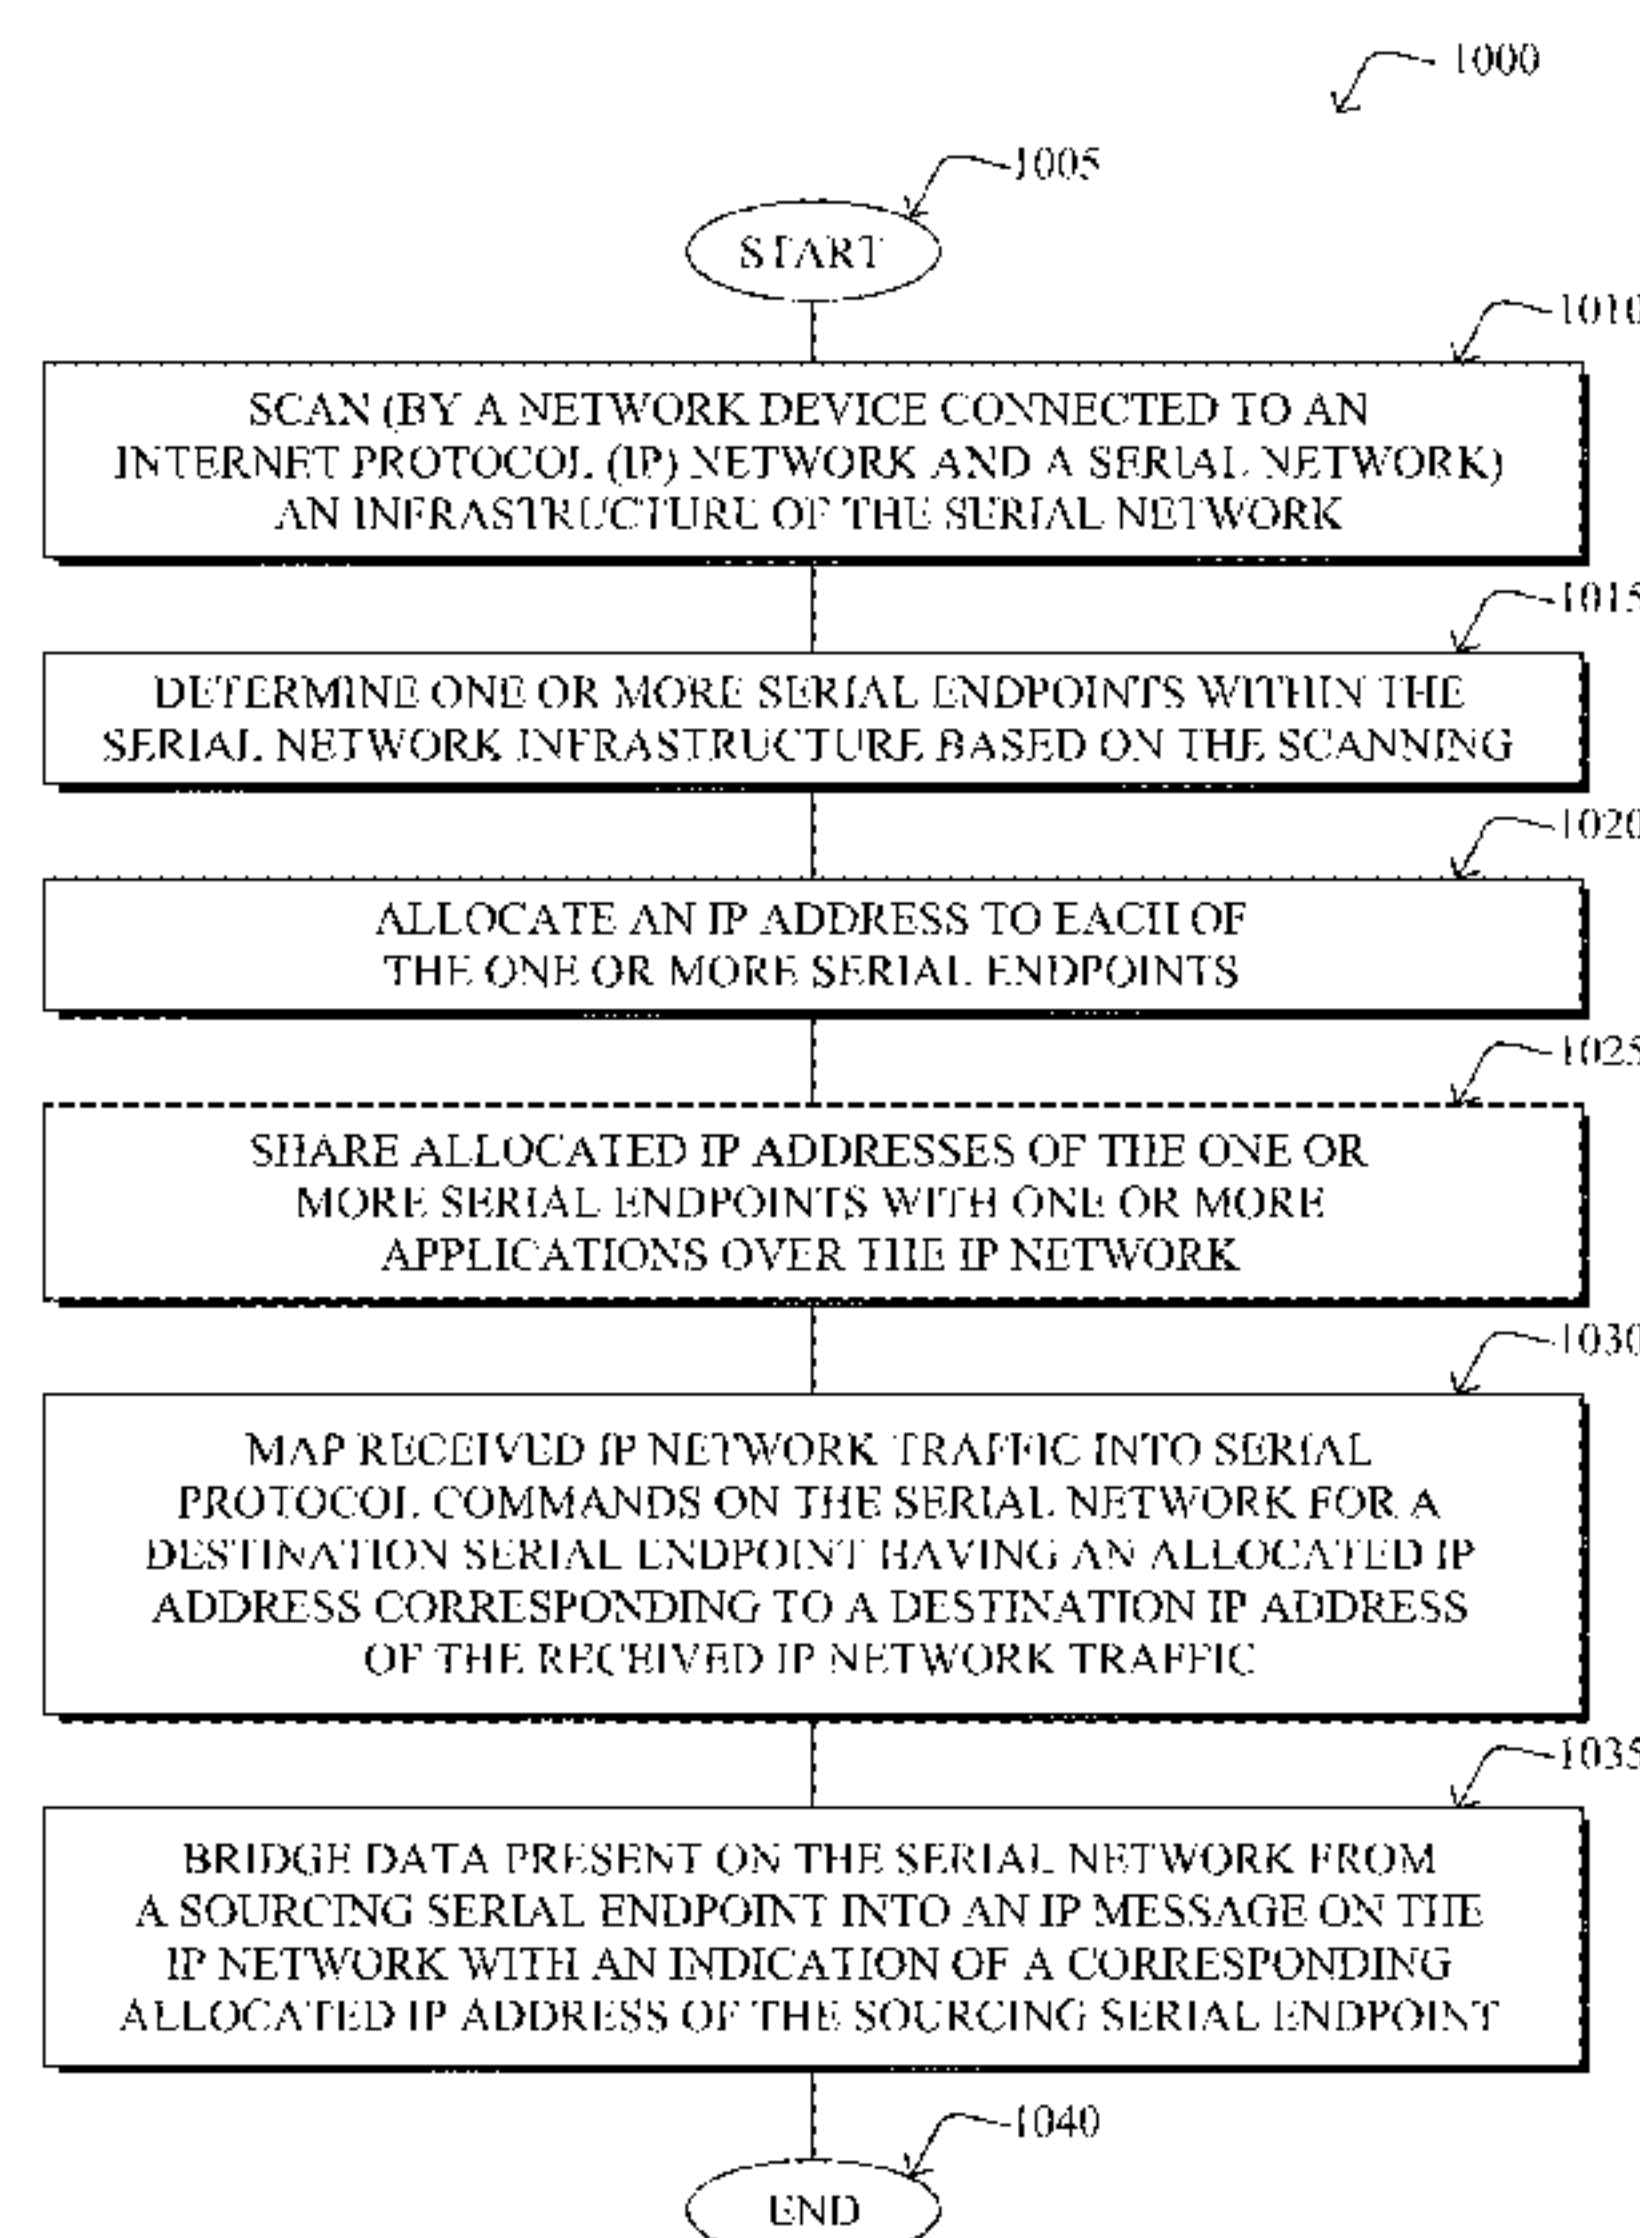 1000
1005
START
1010
SCAN (BY A NETWORK DEVICE CONNECTED TO AN
INTERNET PROTOCOL (IP) NETWORK AND A SERIAL NETWORK)
AN INFRASTRUCTURE OF THE SERIAL NETWORK
1015
DETERMINE ONE OR MORE SERIAL ENDPOINTS WITHIN THE
SERIAL NETWORK INFRASTRUCTURE BASED ON THE SCANNING
1020
ALLOCATE AN IP ADDRESS TO EACH OF
THE ONE OR MORE SERIAL ENDPOINTS
1025
SHARE ALLOCATED IP ADDRESSES OF THE ONE OR
MORE SERIAL ENDPOINTS WITH ONE OR MORE
APPLICATIONS OVER THE IP NETWORK
1030
MAP RECEIVED IP NETWORK TRAFFIC INTO SERIAL
PROTOCOL COMMANDS ON THE SERIAL NETWORK FOR A
DESTINATION SERIAL ENDPOINT HAVING AN ALLOCATED IP
ADDRESS CORRESPONDING TO A DESTINATION IP ADDRESS
OF THE RECEIVED IP NETWORK TRAFFIC
1035
BRIDGE DATA PRESENT ON THE SERIAL NETWORK FROM
A SOURCING SERIAL ENDPOINT INTO AN IP MESSAGE ON THE
IP NETWORK WITH AN INDICATION OF A CORRESPONDING
ALLOCATED IP ADDRESS OF THE SOURCING SERIAL ENDPOINT
1040
END